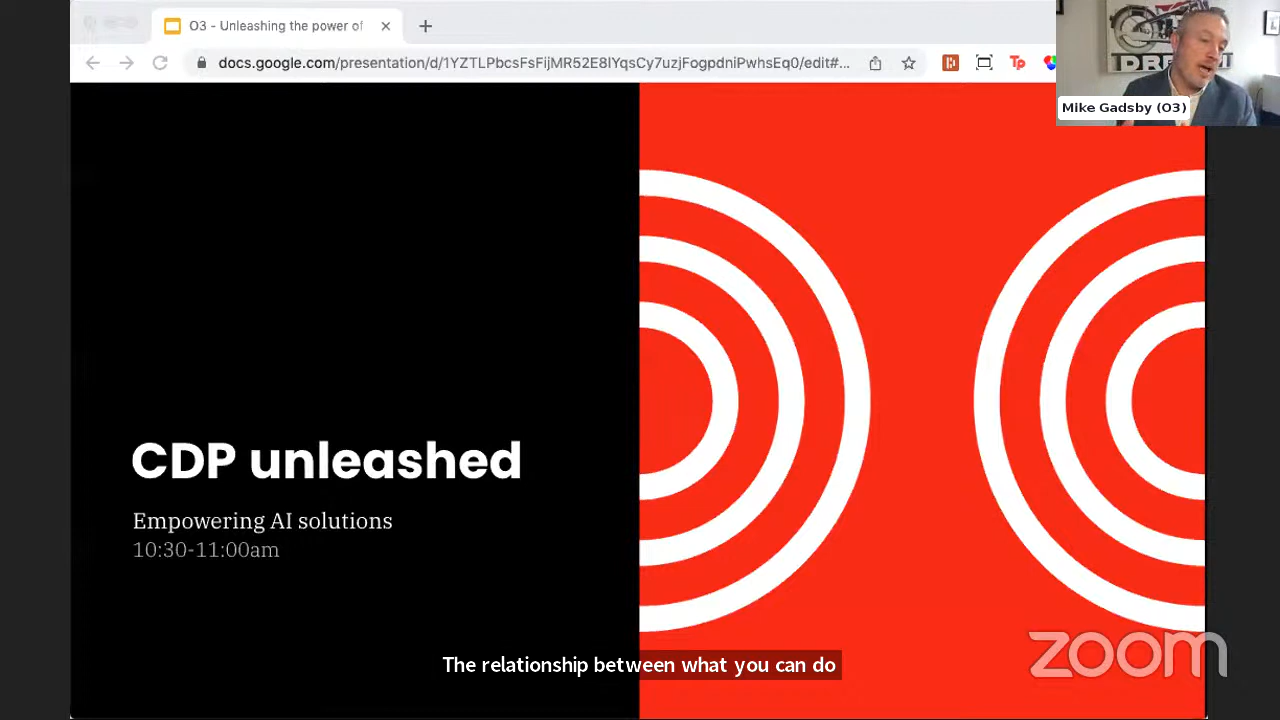 O3 - Unleashing the power of
docs.google.com/presentation/d/1YZTLPbcsFsFijMR52E8lYqsCy7uzjFogpdniPwhsEq0/edit#...
Tp
Mike Gadsby (O3)
CDP unleashed
Empowering AI solutions
10:30-11:00am
The relationship between what you can do
zoom